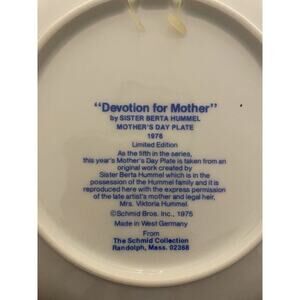 "Devotion for Mother"
by SISTER BERTA HUMMEL
MOTHER'S DAY PLATE
1976
Limited Edition
As the fifth in the series,
this year's Mother's Day Plate is taken from an
original work created by
Sister Berta Hummel which is in the
possession of the Hummel family and it is
reproduced here with the express permission
of the late artist's mother and legal heir,
Mrs. Viktoria Hummel.
©Schmid Bros. Inc., 1975
Made in West Germany
From
The Schmid Collection
Randolph, Mass. 02368